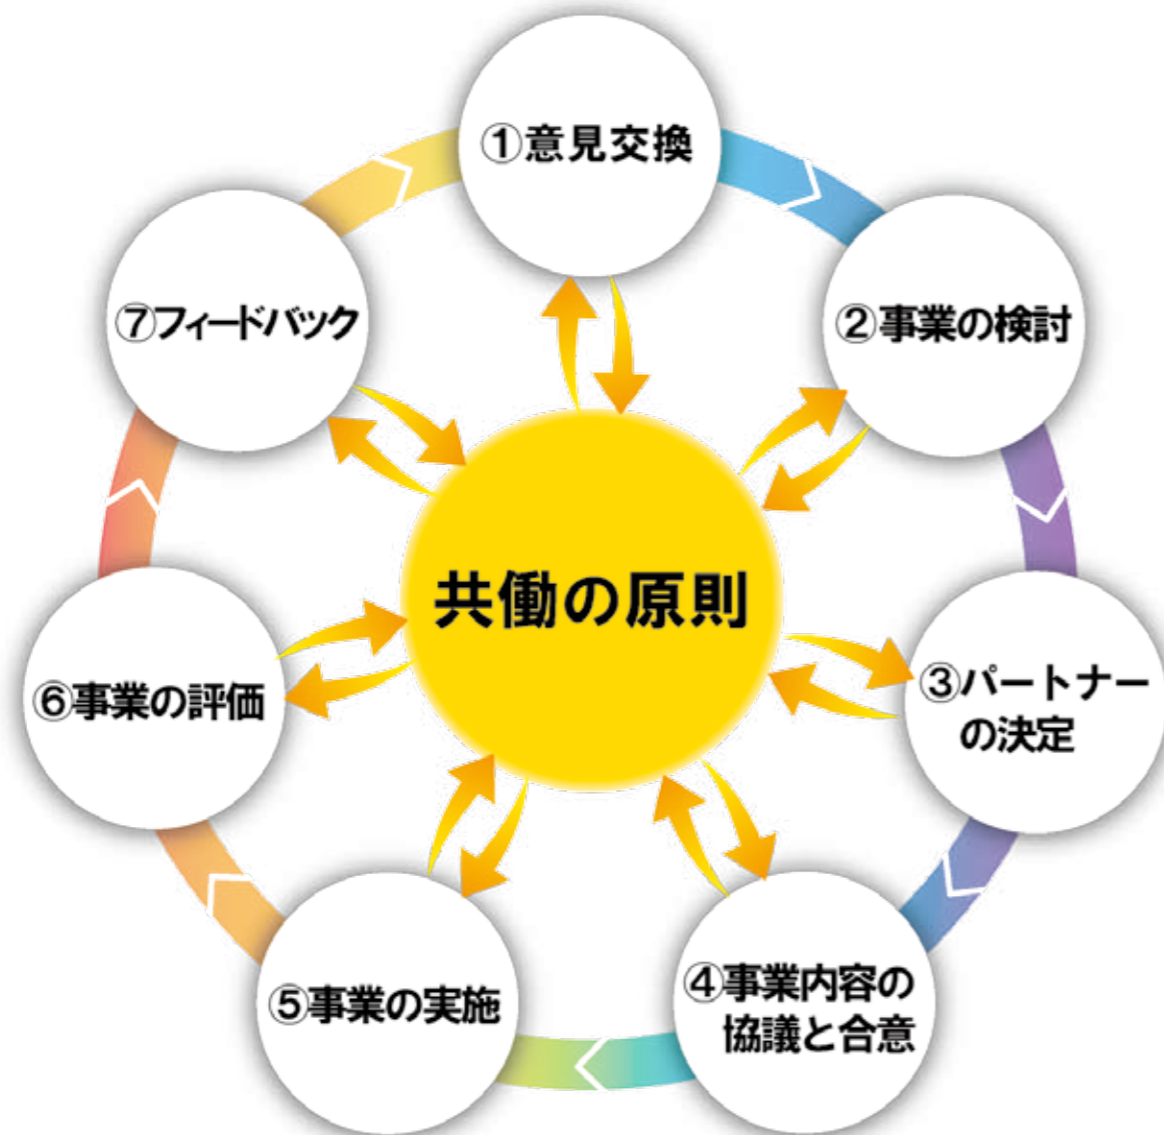 ①意見交換
②事業の検討
③パートナー
の決定
④事業内容の
協議と合意
⑤事業の実施
⑥事業の評価
⑦フィードバック
共働の原則